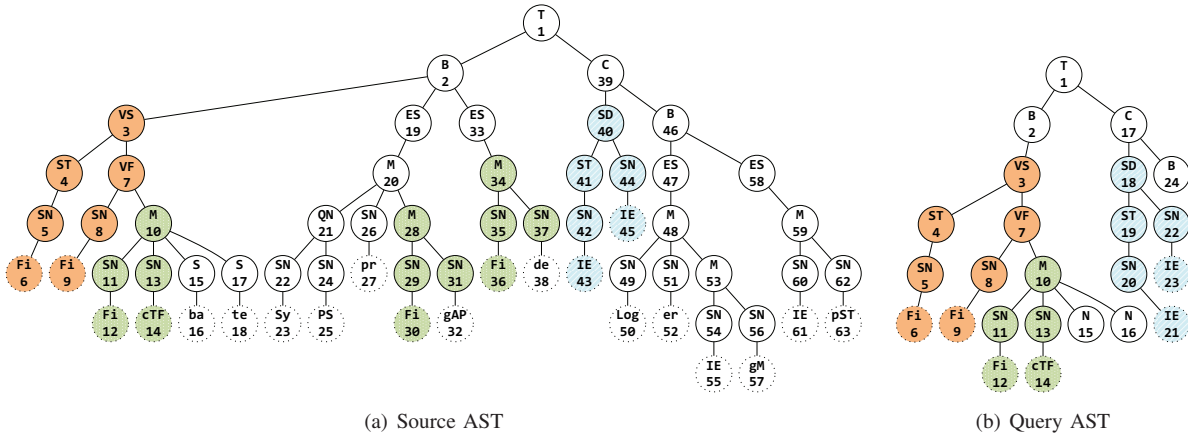 T
1
B C
2 39
VS ES ES SD B
3 19 33 40 46
ST VF M M ST SN ES ES
4 7 20 34 41 44 47 58
SN SN M QN SN M SN SN SN IE M M
5 8 10 21 26 28 35 37 42 45 48 59
Fi Fi SN SN S S SN SN pr SN SN Fi de IE SN SN M SN SN
6 9 11 13 15 17 22 24 27 29 31 36 38 43 49 51 53 60 62
Fi cTF ba te Sy PS Fi gAP Log er SN SN IE pST
12 14 16 18 23 25 30 32 50 52 54 56 61 63
IE gM
55 57
(a) Source AST
T
1
B C
2 17
VS SD B
3 18 24
ST VF ST SN
4 7 19 22
SN SN M SN IE
5 8 10 20 23
Fi Fi SN SN N N IE
6 9 11 13 15 16 21
Fi cTF
12 14
(b) Query AST